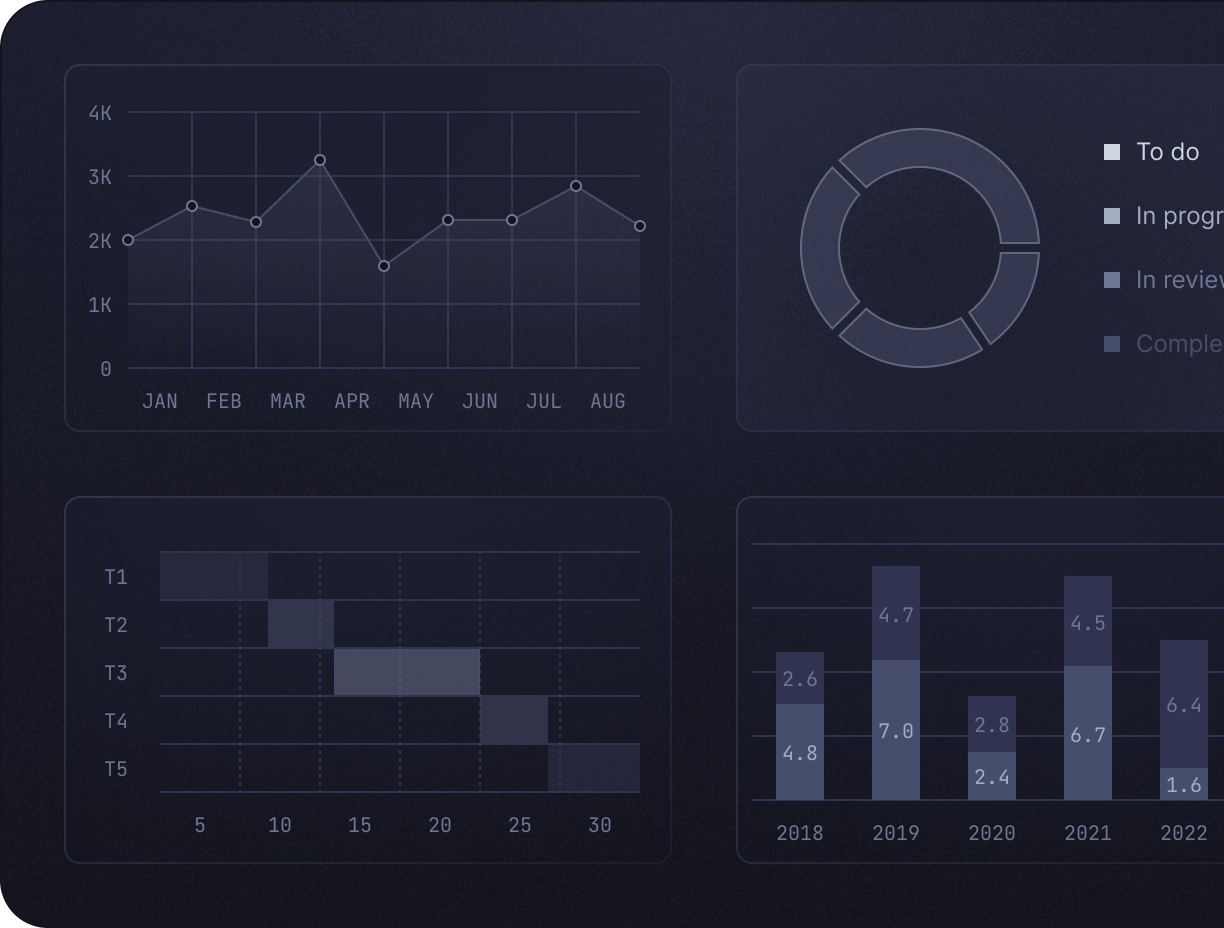 4K
3K
2K
1K
0
JAN FEB MAR APR MAY JUN JUL AUG
To do
In progr
In review
Comple
T1
T2
T3
T4
T5
5 10 15 20 25 30
4.7 4.5
2.6 6.4
2.8
4.8 7.0 2.4 6.7 1.6
2018 2019 2020 2021 2022